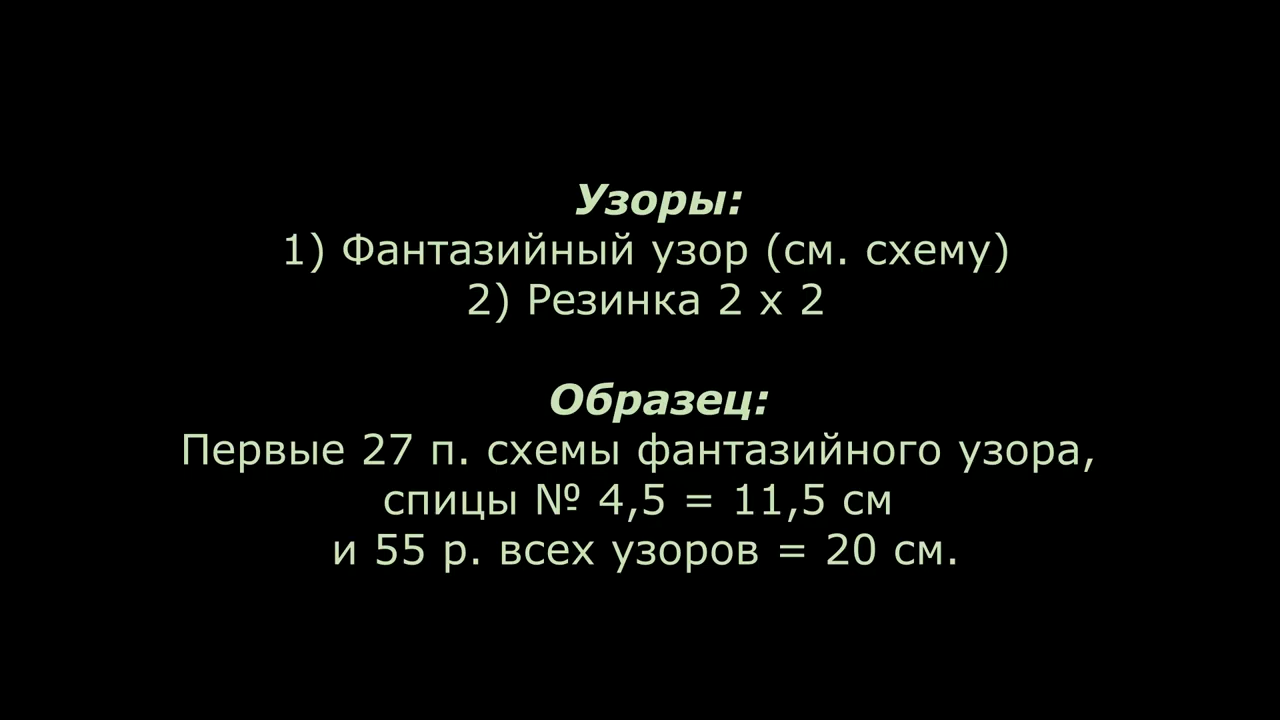 Узоры:
1) Фантазийный узор (см. схему)
2) Резинка 2 x 2
Образец:
Первые 27 п. схемы фантазийного узора,
спицы № 4,5 = 11,5 см
и 55 р. всех узоров = 20 см.